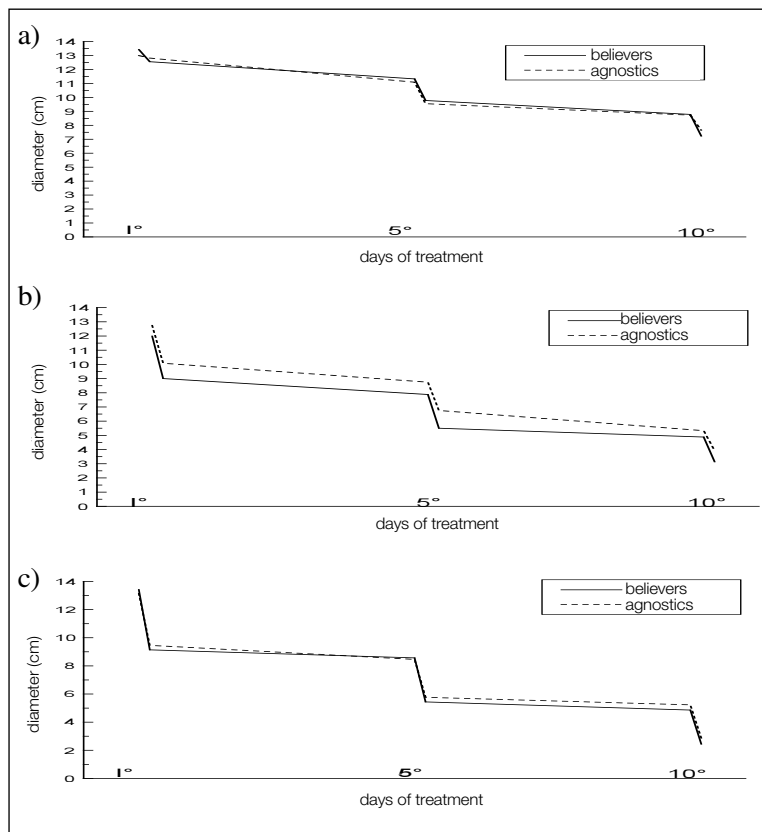 a)
14
13
12
11
10
9
8
7
6
5
4
3
2
1
0
diameter (cm)
believers
agnostics
I° 5° 10°
days of treatment
b)
14
13
12
11
10
9
8
7
6
5
4
3
2
1
0
diameter (cm)
believers
agnostics
I° 5° 10°
days of treatment
c)
14
12
10
8
6
4
2
0
diameter (cm)
believers
agnostics
I° 5° 10°
days of treatment